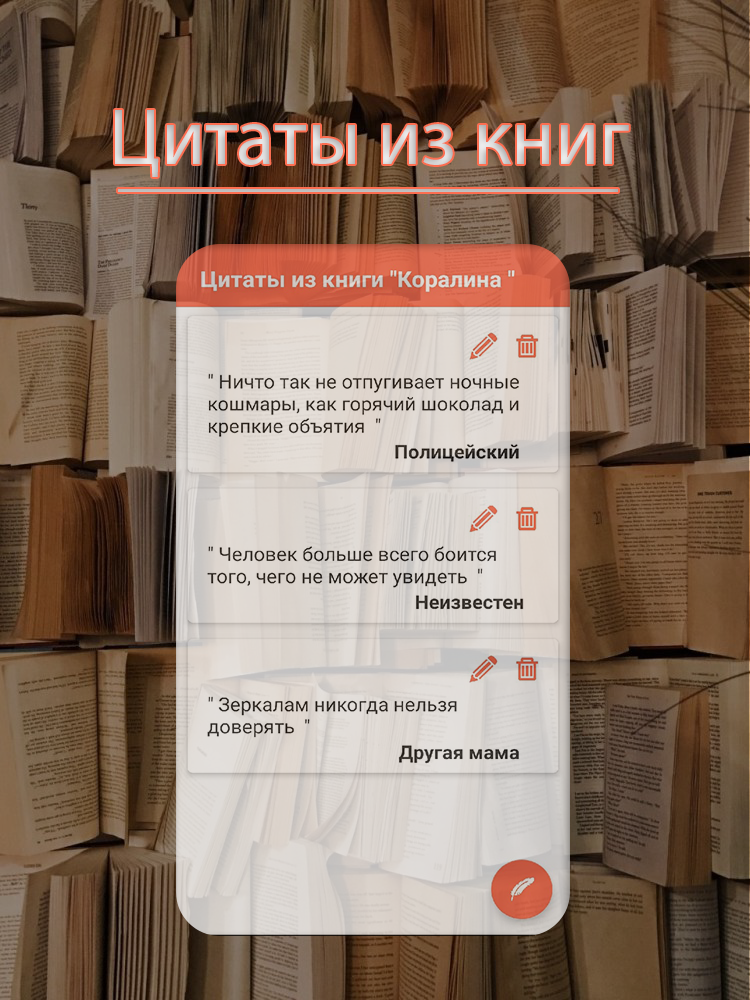 Цитаты из книг
Цитаты из книги "Коралина "
" Ничто так не отпугивает ночные
кошмары, как горячий шоколад и
крепкие объятия  "
Полицейский
" Человек больше всего боится
того, чего не может увидеть  "
Неизвестен
" Зеркалам никогда нельзя
доверять  "
Другая мама